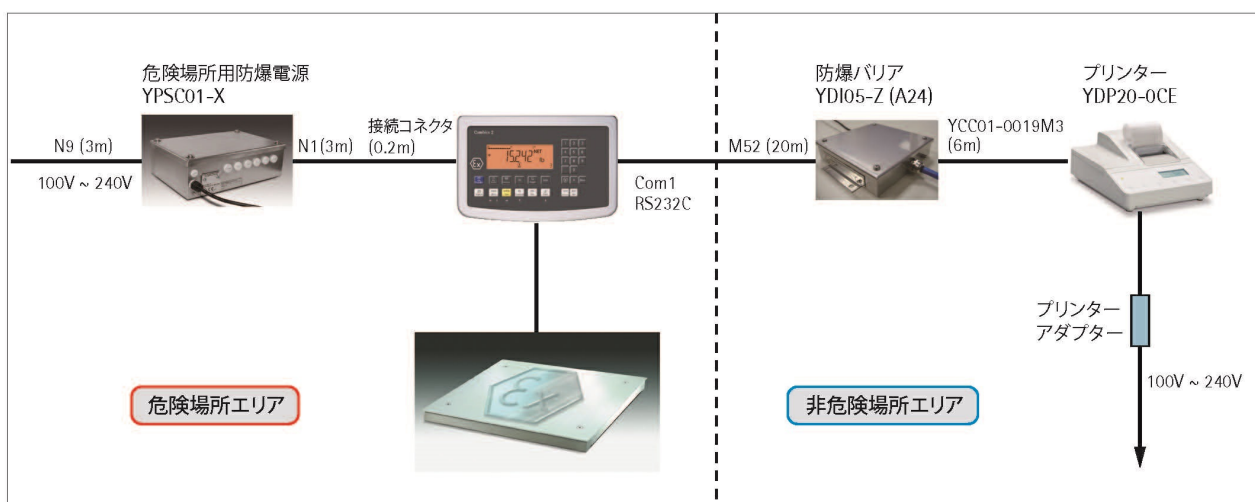 危険場所用防爆電源
YPSC01-X
N9 (3m)
100V ~ 240V
N1(3m)
接続コネクタ
(0.2m)
15.242
NET
Com1
RS232C
M52 (20m)
防爆バリア
YDI05-Z (A24)
YCC01-0019M3
(6m)
プリンター
YDP20-0CE
プリンター
アダプター
100V ~ 240V
危険場所エリア
非危険場所エリア